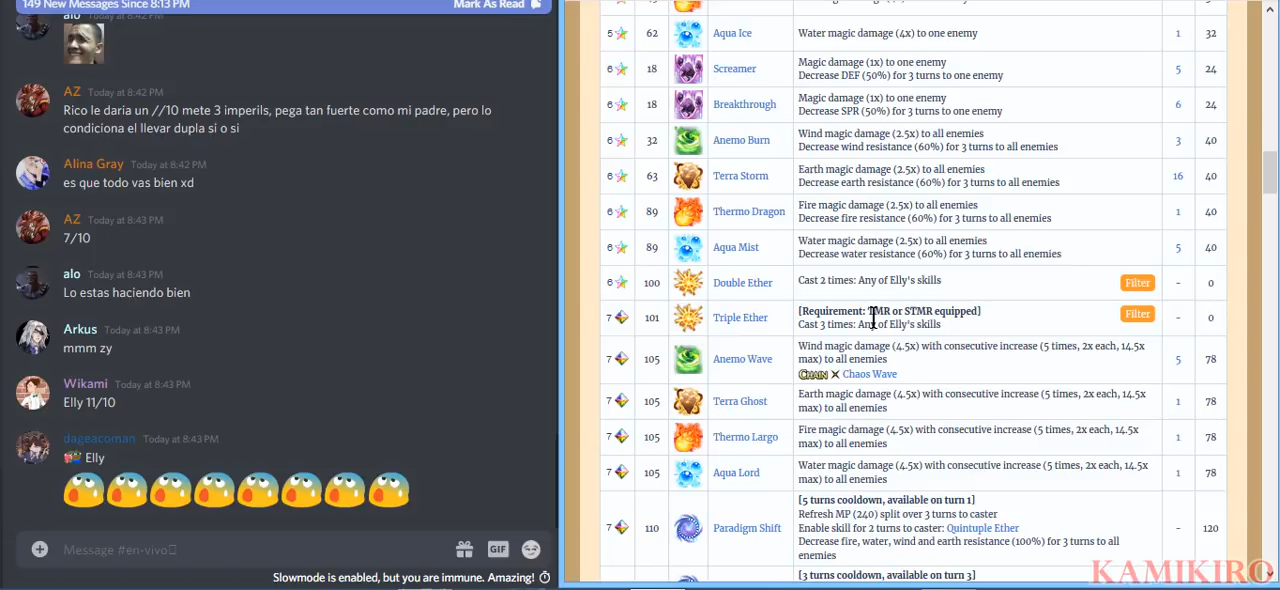 149 New Messages Since 8:13 PM
Mark As Read
alo Today at 8:42 PM
AZ Today at 8:42 PM
Rico le daria un //10 mete 3 imperils, pega tan fuerte como mi padre, pero lo
condiciona el llevar dupla si o si
Alina Gray Today at 8:42 PM
es que todo vas bien xd
AZ Today at 8:43 PM
7/10
alo Today at 8:43 PM
Lo estas haciendo bien
Arkus Today at 8:43 PM
mmm zy
Wikami Today at 8:43 PM
Elly 11/10
dageacoman Today at 8:43 PM
Elly
Message #en-vivo
GIF
Slowmode is enabled, but you are immune. Amazing!
5 62 Aqua Ice Water magic damage (4x) to one enemy 1 32
6 18 Screamer Magic damage (1x) to one enemy
Decrease DEF (50%) for 3 turns to one enemy 5 24
6 18 Breakthrough Magic damage (1x) to one enemy
Decrease SPR (50%) for 3 turns to one enemy 6 24
6 32 Anemo Burn Wind magic damage (2.5x) to all enemies
Decrease wind resistance (60%) for 3 turns to all enemies 3 40
6 63 Terra Storm Earth magic damage (2.5x) to all enemies
Decrease earth resistance (60%) for 3 turns to all enemies 16 40
6 89 Thermo Dragon Fire magic damage (2.5x) to all enemies
Decrease fire resistance (60%) for 3 turns to all enemies 1 40
6 89 Aqua Mist Water magic damage (2.5x) to all enemies
Decrease water resistance (60%) for 3 turns to all enemies 5 40
6 100 Double Ether Cast 2 times: Any of Elly's skills Filter - 0
7 101 Triple Ether [Requirement: TMR or STMR equipped] Filter - 0
Cast 3 times: Any of Elly's skills
7 105 Anemo Wave Wind magic damage (4.5x) with consecutive increase (5 times, 2x each, 14.5x
max) to all enemies 5 78
CHAIN Chaos Wave
7 105 Terra Ghost Earth magic damage (4.5x) with consecutive increase (5 times, 2x each, 14.5x
max) to all enemies 1 78
7 105 Thermo Largo Fire magic damage (4.5x) with consecutive increase (5 times, 2x each, 14.5x
max) to all enemies 1 78
7 105 Aqua Lord Water magic damage (4.5x) with consecutive increase (5 times, 2x each, 14.5x
max) to all enemies 1 78
[5 turns cooldown, available on turn 1]
Refresh MP (240) split over 3 turns to caster
7 110 Paradigm Shift Enable skill for 2 turns to caster: Quintuple Ether - 120
Decrease fire, water, wind and earth resistance (100%) for 3 turns to all
enemies
[3 turns cooldown, available on turn 3]
KAMIKIRO